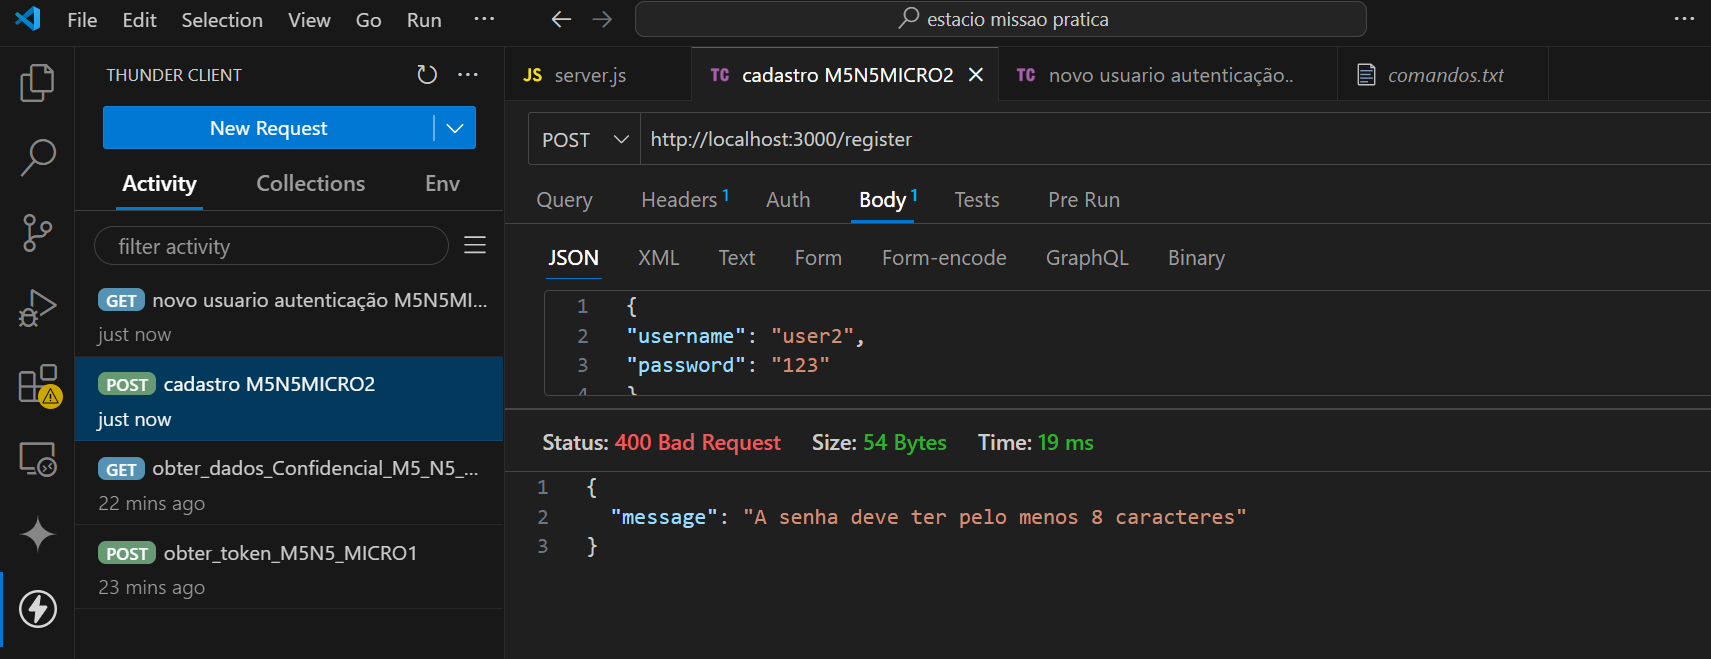 File Edit Selection View Go Run ··· estacio missao pratica ···
THUNDER CLIENT ···
New Request
Activity Collections Env
filter activity
GET novo usuario autenticação M5N5MI...
just now
POST cadastro M5N5MICRO2
just now
GET obter_dados_Confidencial_M5_N5_...
22 mins ago
POST obter_token_M5N5_MICRO1
23 mins ago
JS server.js TC cadastro M5N5MICRO2 TC novo usuario autenticação.. comandos.txt
POST http://localhost:3000/register
Query Headers 1 Auth Body 1 Tests Pre Run
JSON XML Text Form Form-encode GraphQL Binary
1 {
2 "username": "user2",
3 "password": "123"
4 }
Status: 400 Bad Request Size: 54 Bytes Time: 19 ms
1 {
2 "message": "A senha deve ter pelo menos 8 caracteres"
3 }